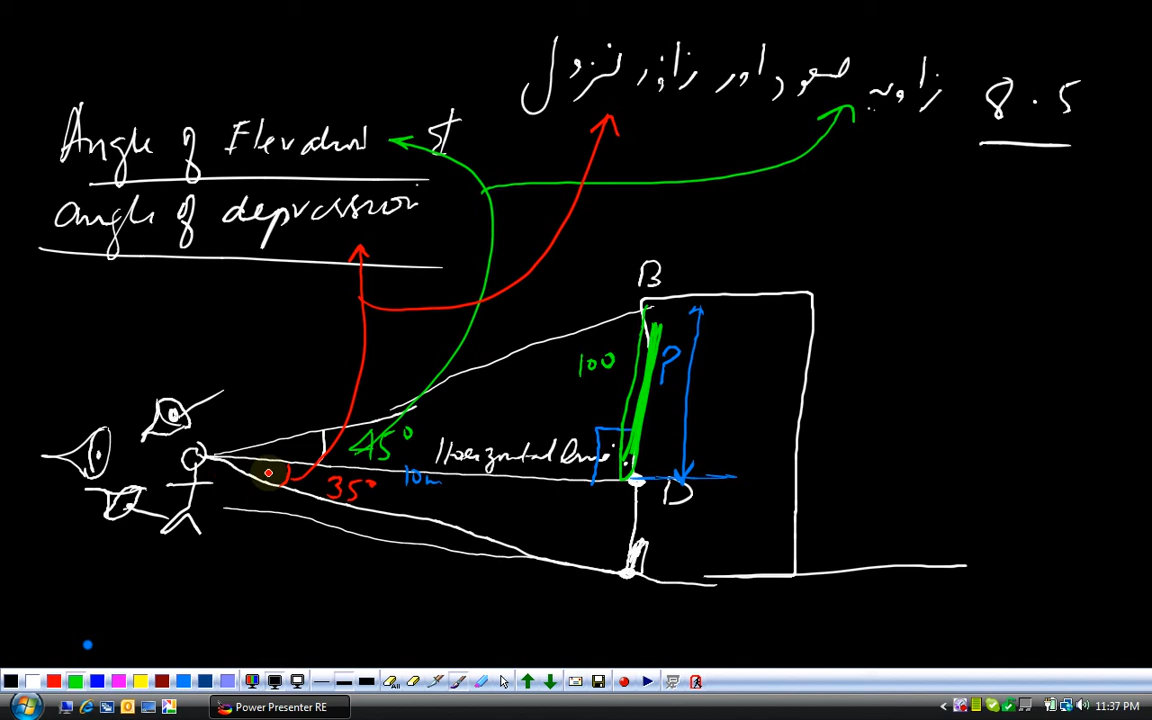 زاویہ صعود اور زاویہ نزول 8.5
Angle of Elevation
Angle of depression
B
100
P
45°
Horizontal Line
35°
10m
D
Power Presenter RE
11:37 PM